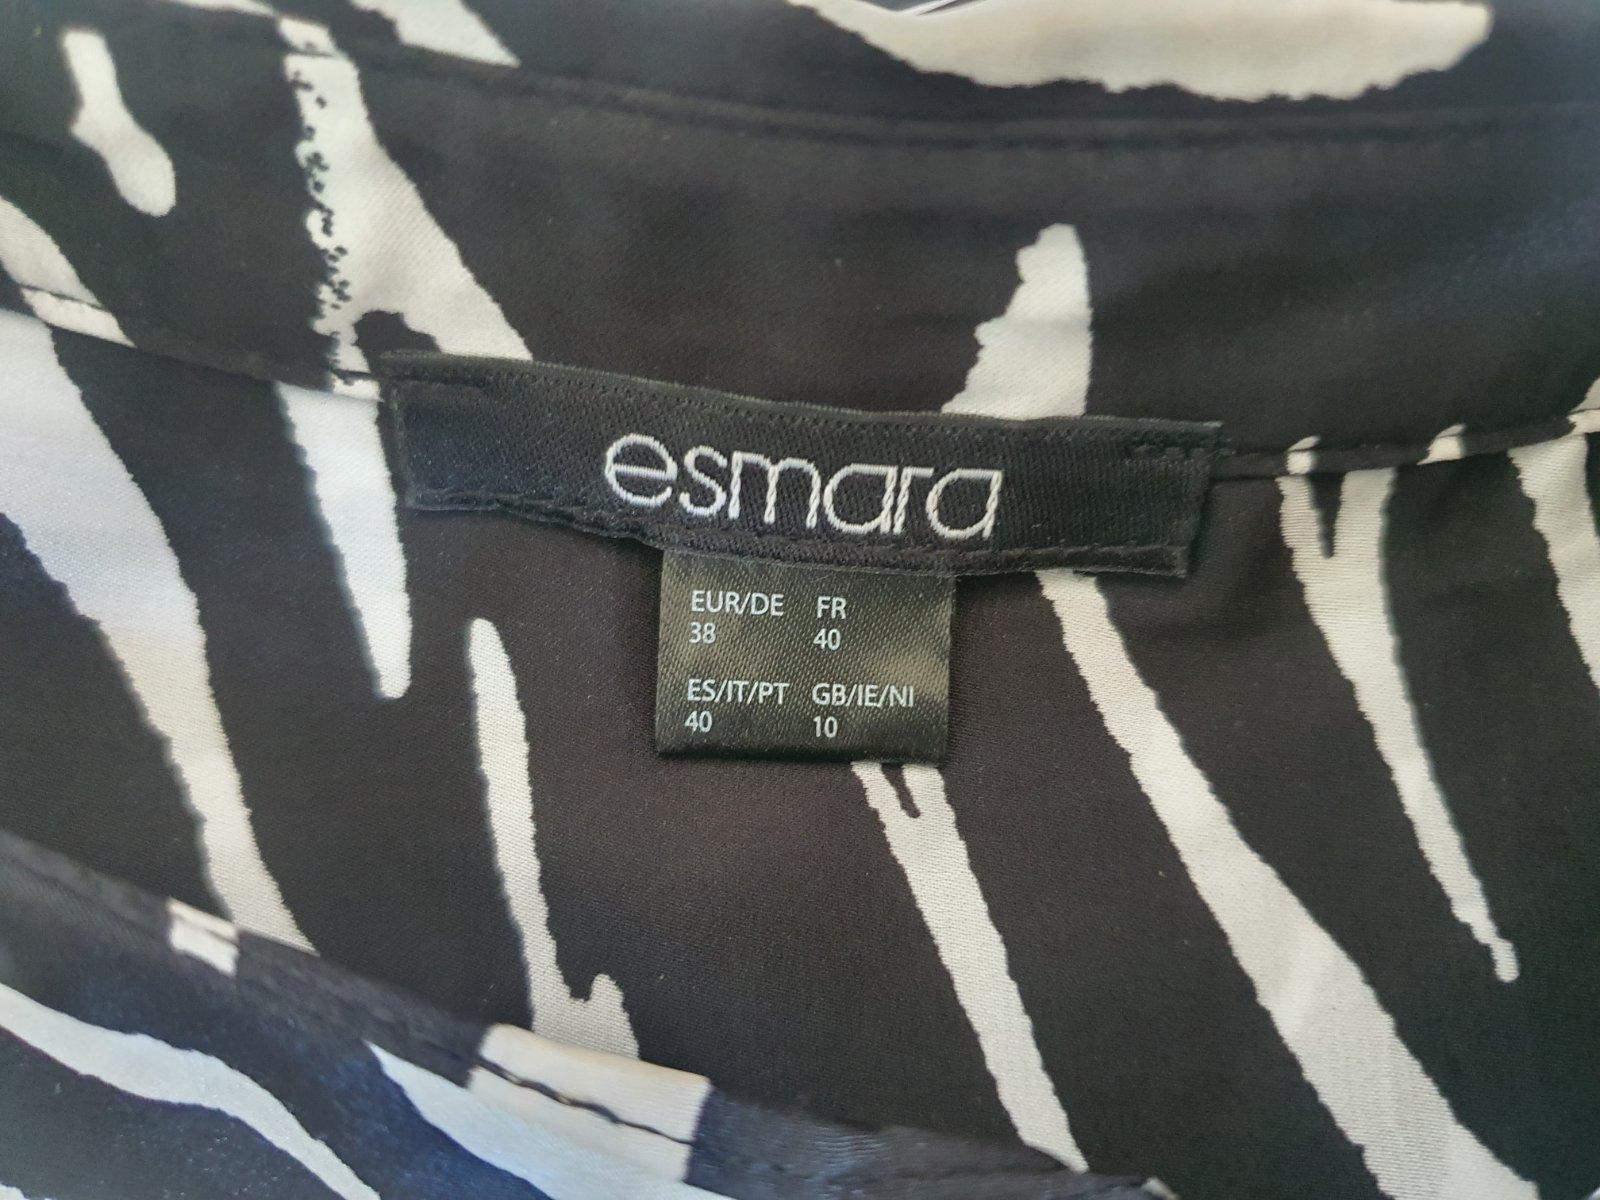 esmara
EUR/DE FR
38 40
ES/IT/PT GB/IE/NI
40 10